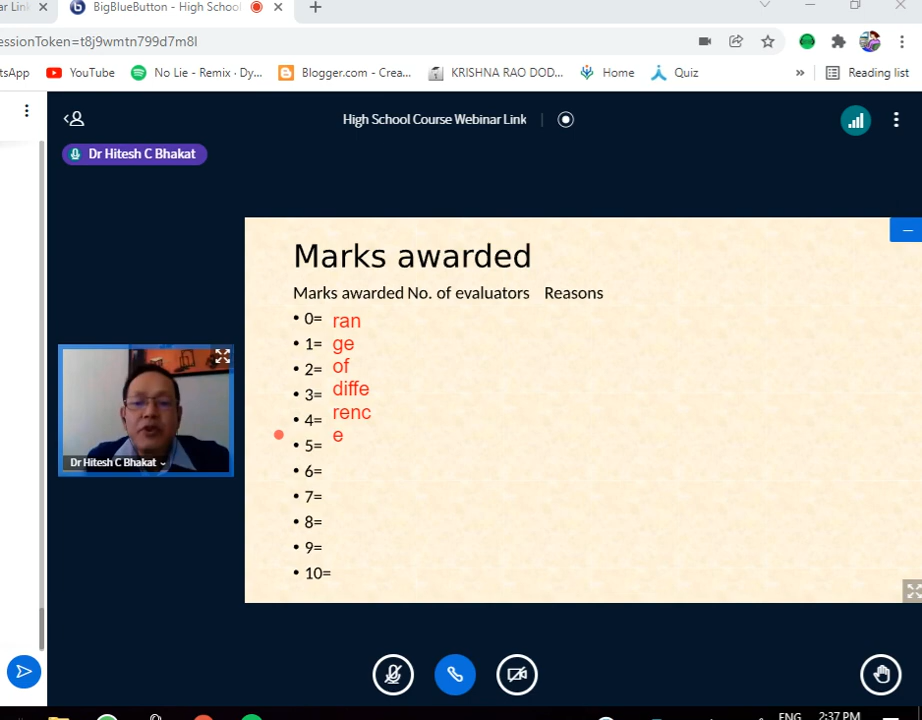 ar Link
BigBlueButton - High School
essionToken=t8j9wmtn799d7m8l
tsApp
YouTube
No Lie - Remix · Dy...
Blogger.com - Crea...
KRISHNA RAO DOD...
Home
Quiz
»
Reading list
High School Course Webinar Link
Dr Hitesh C Bhakat
Marks awarded
Marks awarded No. of evaluators Reasons
• 0= ran
• 1= ge
• 2= of
• 3= diffe
• 4= renc
e
• 5=
• 6=
• 7=
• 8=
• 9=
• 10=
Dr Hitesh C Bhakat
ENG
2:37 PM